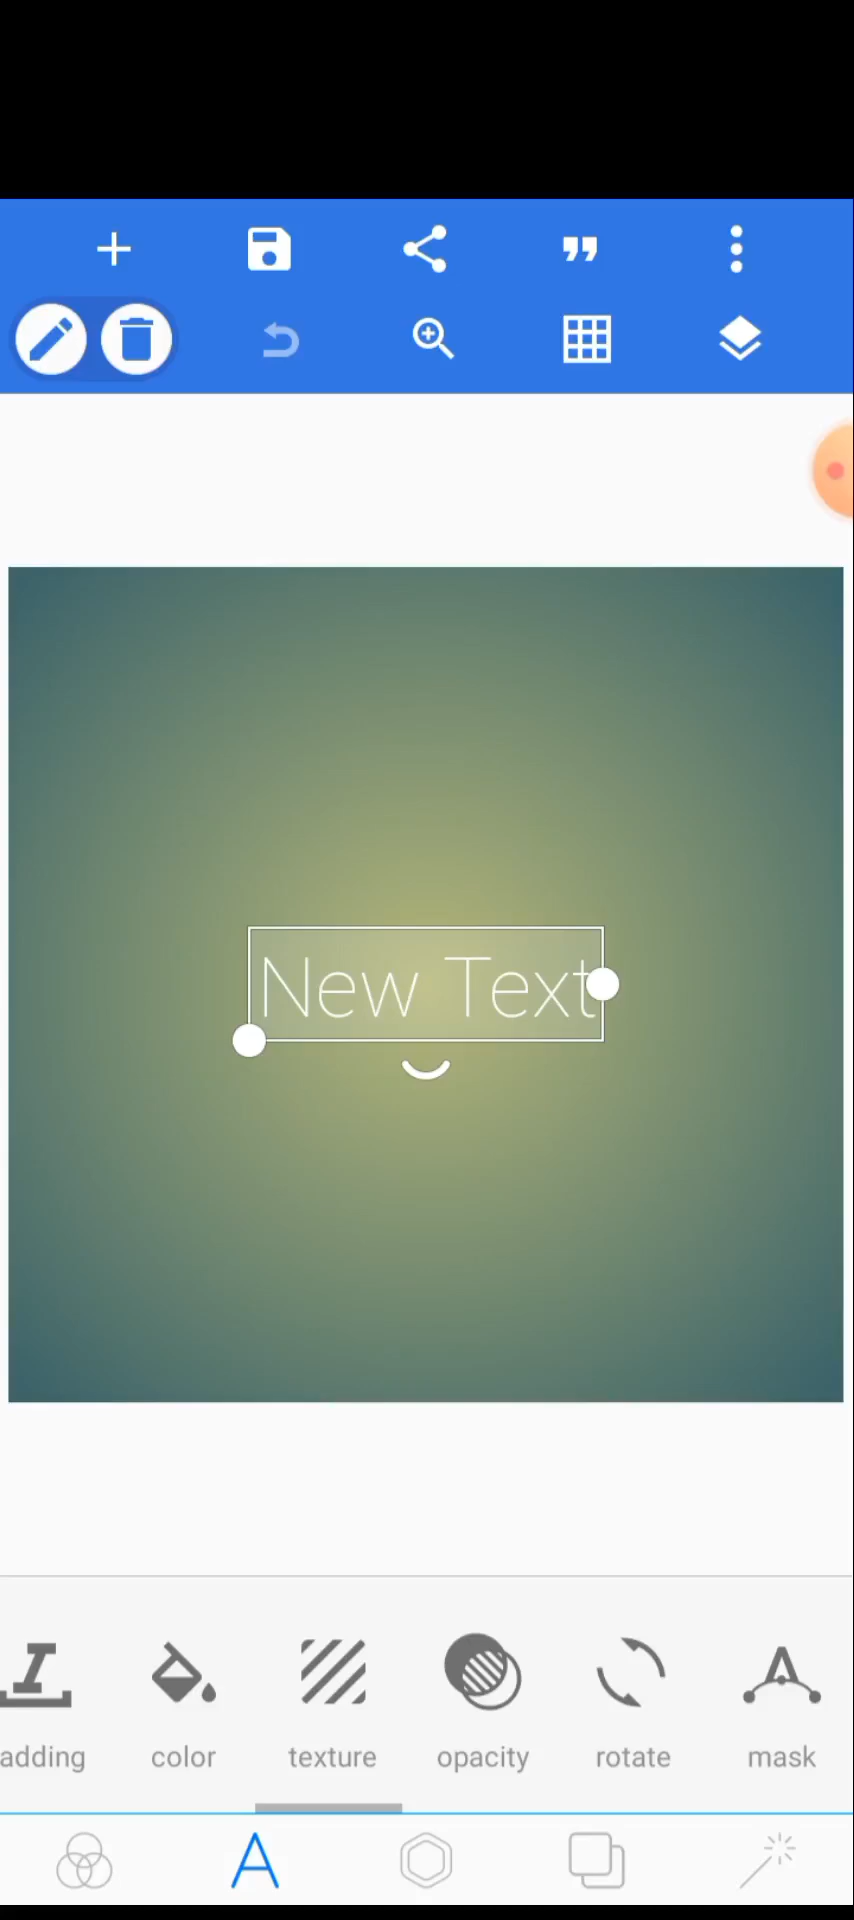 New Text
adding
color
texture
opacity
rotate
mask